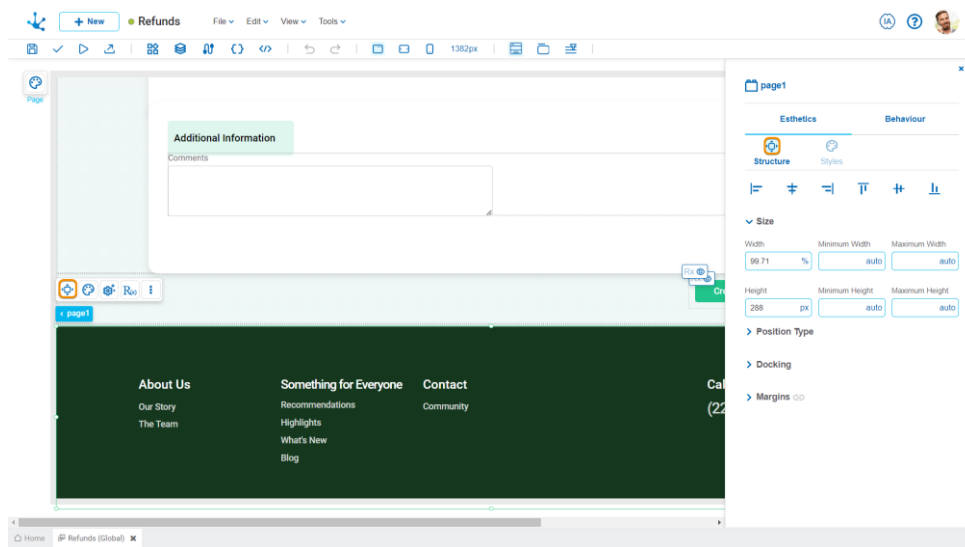 + New
Refunds
File
Edit
View
Tools
IA
?
1382px
Page
Additional Information
Comments
Rx
R(x)
Cr
< page1
About Us
Our Story
The Team
Something for Everyone
Recommendations
Highlights
What's New
Blog
Contact
Community
Cal
(22
page1
Esthetics
Behaviour
Structure
Styles
Size
Width
Minimum Width
Maximum Width
99.71 %
auto
auto
Height
Minimum Height
Maximum Height
288 px
auto
auto
Position Type
Docking
Margins
Home
Refunds (Global)